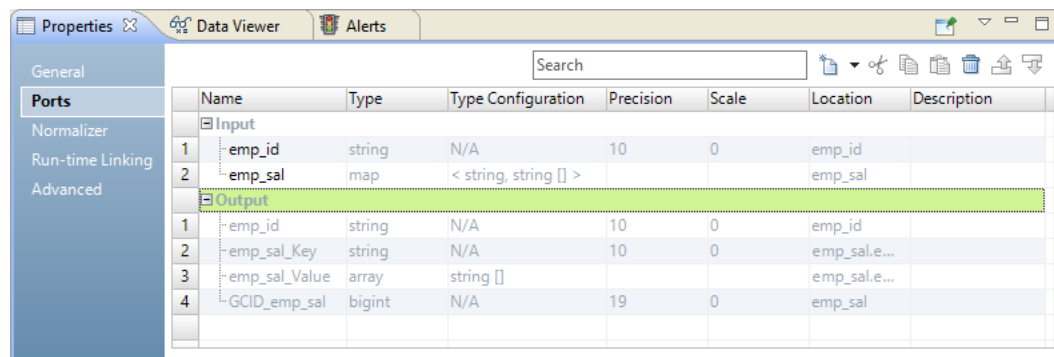 Properties Data Viewer Alerts
Search
General
Ports
Normalizer
Run-time Linking
Advanced
Name Type Type Configuration Precision Scale Location Description
Input
1 emp_id string N/A 10 0 emp_id
2 emp_sal map < string, string [] > emp_sal
Output
1 emp_id string N/A 10 0 emp_id
2 emp_sal_Key string N/A 10 0 emp_sal.e...
3 emp_sal_Value array string [] emp_sal.e...
4 GCID_emp_sal bigint N/A 19 0 emp_sal